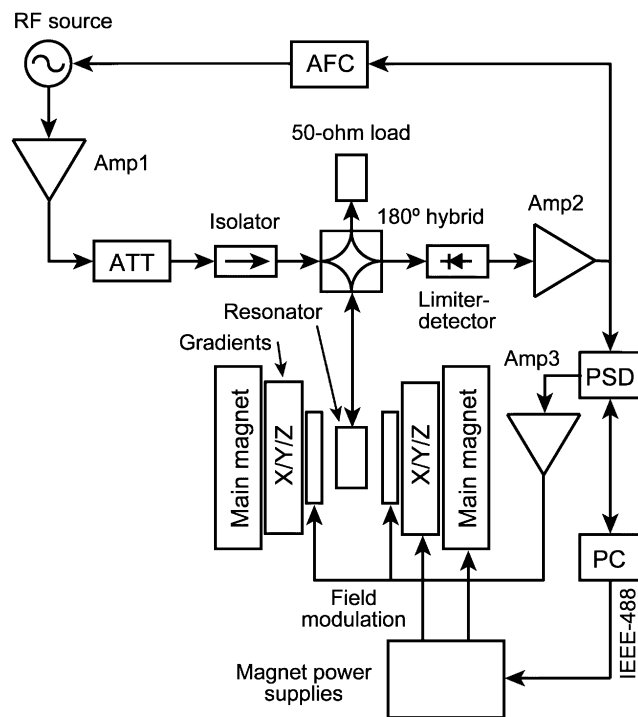 RF source
AFC
50-ohm load
Amp1
Isolator
180º hybrid
Amp2
ATT
Limiter-
detector
Resonator
Gradients
Amp3
PSD
Main magnet
X/Y/Z
X/Y/Z
Main magnet
PC
Field
modulation
IEEE-488
Magnet power
supplies